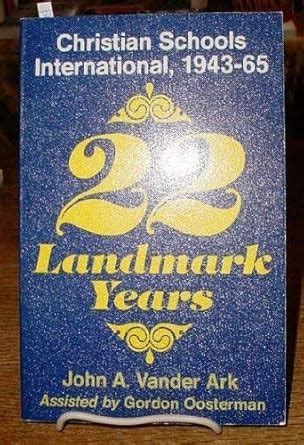 Christian Schools
International, 1943-65
22
Landmark
Years
John A. Vander Ark
Assisted by Gordon Oosterman